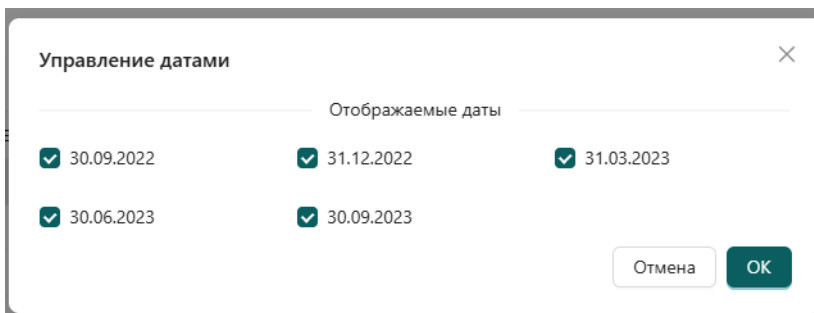 Управление датами
Отображаемые даты
30.09.2022 31.12.2022 31.03.2023
30.06.2023 30.09.2023
Отмена OK